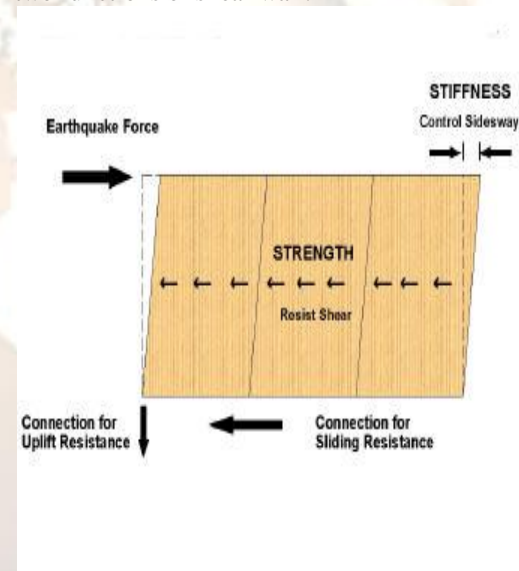 STIFFNESS
Control Sidesway
Earthquake Force
STRENGTH
Resist Shear
Connection for
Uplift Resistance
Connection for
Sliding Resistance